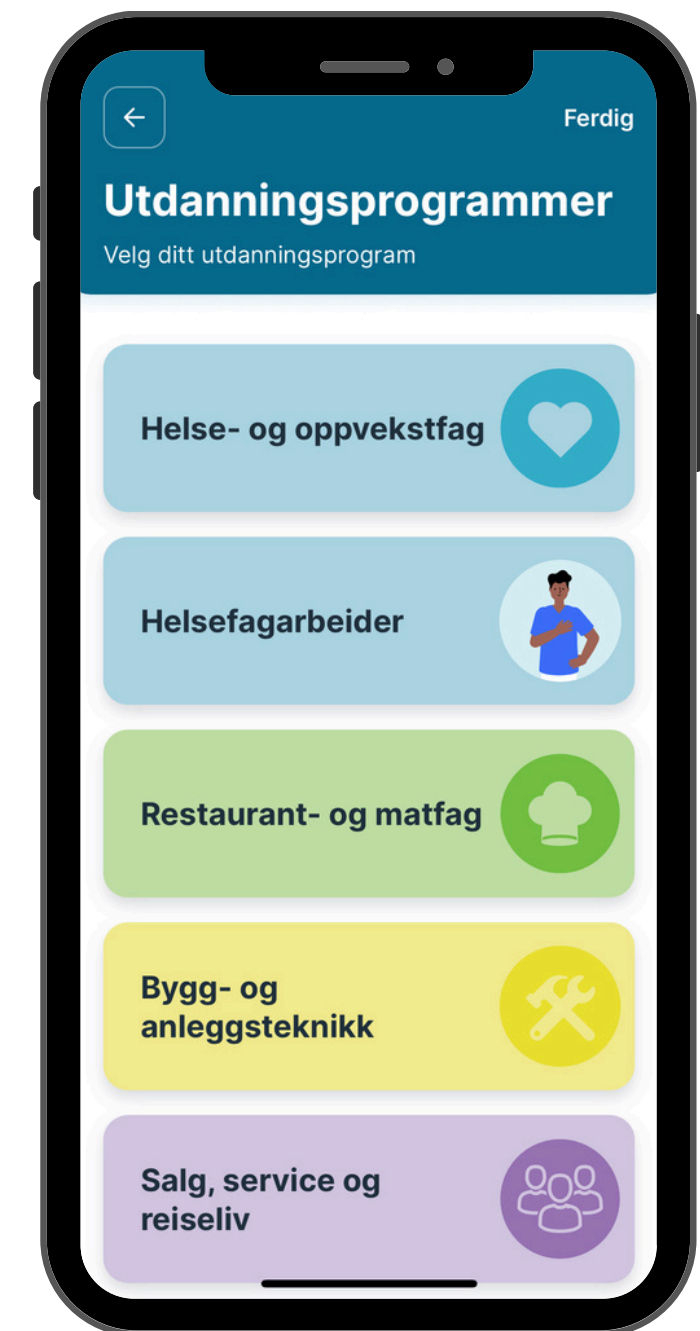 Ferdig
Utdanningsprogrammer
Velg ditt utdanningsprogram
Helse- og oppvekstfag
Helsefagarbeider
Restaurant- og matfag
Bygg- og
anleggsteknikk
Salg, service og
reiseliv